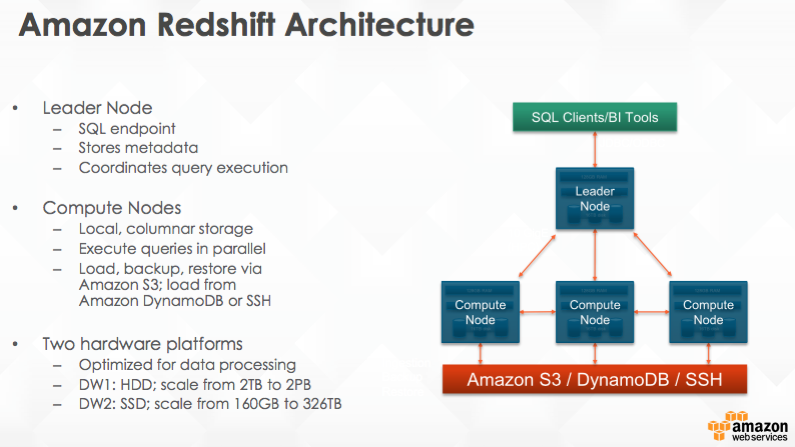 Amazon Redshift Architecture
• Leader Node
– SQL endpoint
– Stores metadata
– Coordinates query execution
• Compute Nodes
– Local, columnar storage
– Execute queries in parallel
– Load, backup, restore via
Amazon S3; load from
Amazon DynamoDB or SSH
• Two hardware platforms
– Optimized for data processing
– DW1: HDD; scale from 2TB to 2PB
– DW2: SSD; scale from 160GB to 326TB
SQL Clients/BI Tools
Leader
Node
Compute
Node
Compute
Node
Compute
Node
Amazon S3 / DynamoDB / SSH
amazon
web services